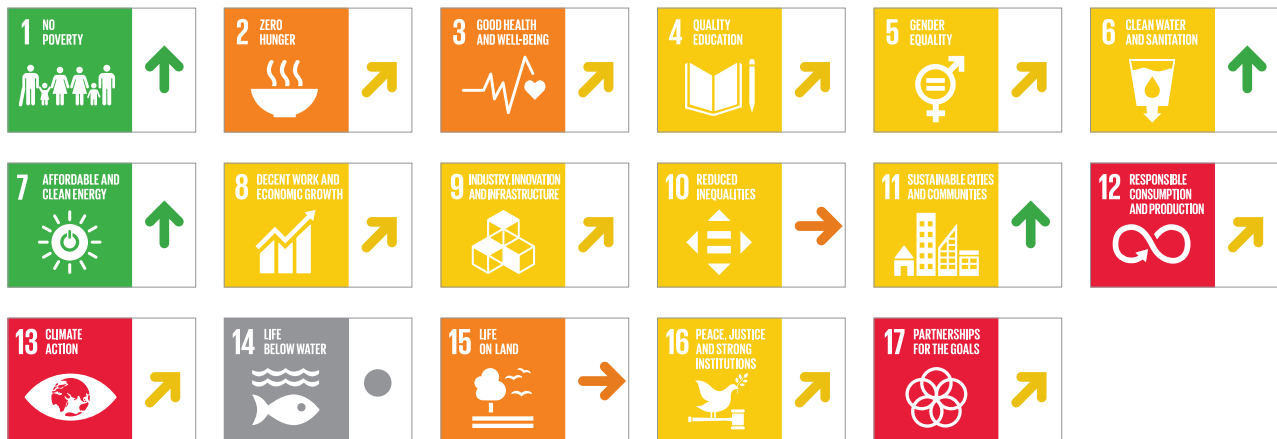 1 NO
POVERTY
2 ZERO
HUNGER
3 GOOD HEALTH
AND WELL-BEING
4 QUALITY
EDUCATION
5 GENDER
EQUALITY
6 CLEAN WATER
AND SANITATION
7 AFFORDABLE AND
CLEAN ENERGY
8 DECENT WORK AND
ECONOMIC GROWTH
9 INDUSTRY, INNOVATION
AND INFRASTRUCTURE
10 REDUCED
INEQUALITIES
11 SUSTAINABLE CITIES
AND COMMUNITIES
12 RESPONSIBLE
CONSUMPTION
AND PRODUCTION
13 CLIMATE
ACTION
14 LIFE
BELOW WATER
15 LIFE
ON LAND
16 PEACE, JUSTICE
AND STRONG
INSTITUTIONS
17 PARTNERSHIPS
FOR THE GOALS